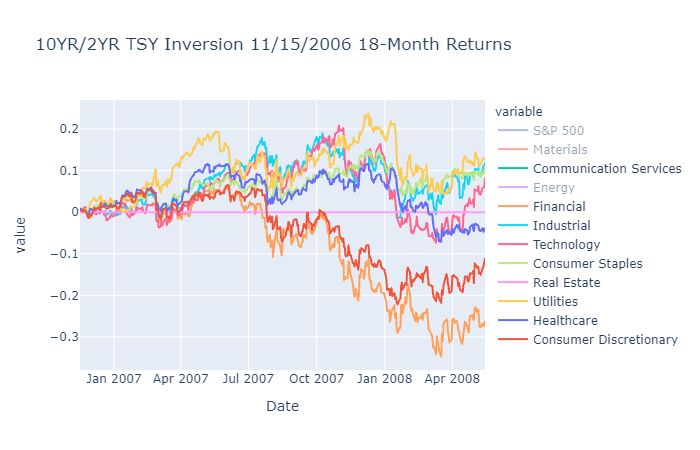 10YR/2YR TSY Inversion 11/15/2006 18-Month Returns
variable
S&P 500
Materials
Communication Services
Energy
Financial
Industrial
Technology
Consumer Staples
Real Estate
Utilities
Healthcare
Consumer Discretionary
value
0.2
0.1
0
−0.1
−0.2
−0.3
Jan 2007
Apr 2007
Jul 2007
Oct 2007
Jan 2008
Apr 2008
Date